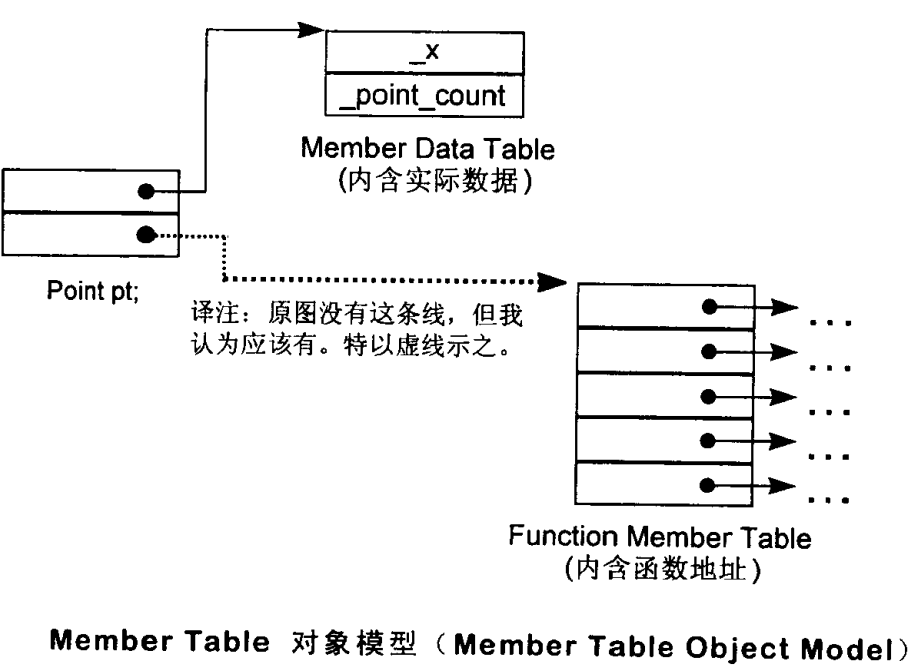 _x
_point_count
Member Data Table
(内含实际数据)
Point pt;
译注：原图没有这条线，但我
认为应该有。特以虚线示之。
...
...
...
...
...
Function Member Table
(内含函数地址)
Member Table 对象模型（Member Table Object Model）